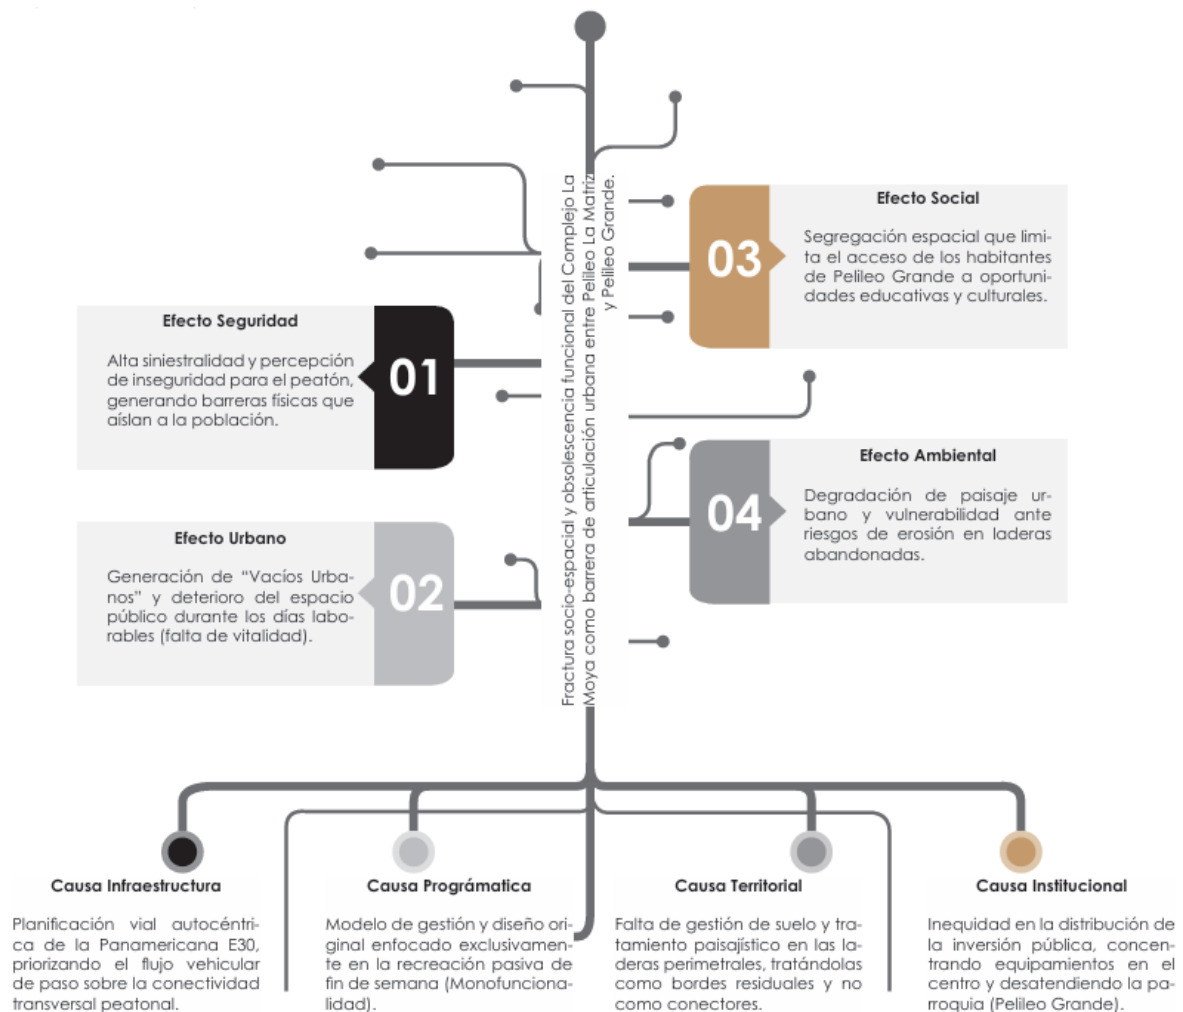 Fractura socio-espacial y obsolescencia funcional del Complejo La
Moya como barrera de articulación urbana entre Pelileo La Matriz
y Pelileo Grande.
Efecto Seguridad
Alta siniestralidad y percepción
de inseguridad para el peatón,
generando barreras físicas que
aíslan a la población.
01
Efecto Urbano
Generación de “Vacíos Urba-
nos” y deterioro del espacio
público durante los días labo-
rables (falta de vitalidad).
02
03
Efecto Social
Segregación espacial que limi-
ta el acceso de los habitantes
de Pelileo Grande a oportuni-
dades educativas y culturales.
04
Efecto Ambiental
Degradación de paisaje ur-
bano y vulnerabilidad ante
riesgos de erosión en laderas
abandonadas.
Causa Infraestructura
Planificación vial autocéntri-
ca de la Panamericana E30,
priorizando el flujo vehicular
de paso sobre la conectividad
transversal peatonal.
Causa Prográmatica
Modelo de gestión y diseño ori-
ginal enfocado exclusivamen-
te en la recreación pasiva de
fin de semana (Monofunciona-
lidad).
Causa Territorial
Falta de gestión de suelo y tra-
tamiento paisajístico en las la-
deras perimetrales, tratándolas
como bordes residuales y no
como conectores.
Causa Institucional
Inequidad en la distribución de
la inversión pública, concen-
trando equipamientos en el
centro y desatendiendo la pa-
rroquia (Pelileo Grande).